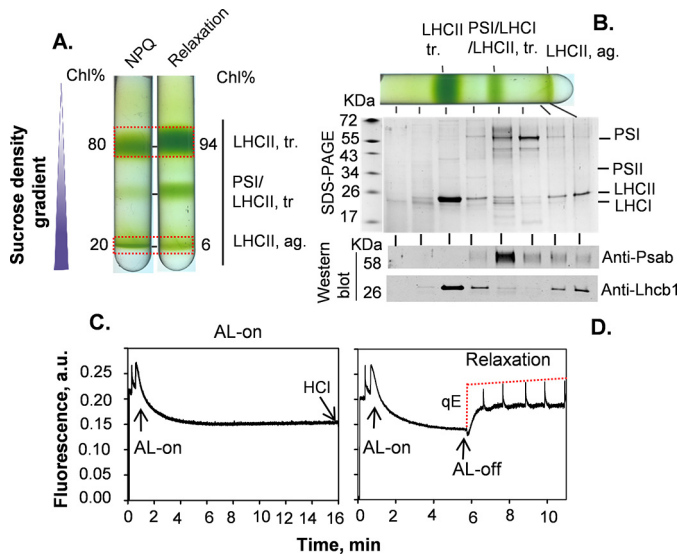 A.
NPQ
Relaxation
Chl%
Chl%
Sucrose density
gradient
80
94
LHCII, tr.
PSI/
LHCII, tr
20
6
LHCII, ag.
B.
LHCII
tr.
PSI/LHCI
/LHCII, tr.
LHCII, ag.
KDa
72
55
43
34
26
17
SDS-PAGE
PSI
PSII
LHCII
LHCI
KDa
58
26
Western
blot
Anti-Psab
Anti-Lhcb1
C.
AL-on
Fluorescence, a.u.
0.25
0.20
0.15
0.10
0.05
0.00
AL-on
HCl
0 2 4 6 8 10 12 14 16
D.
Relaxation
qE
AL-on
AL-off
0 2 4 6 8 10
Time, min